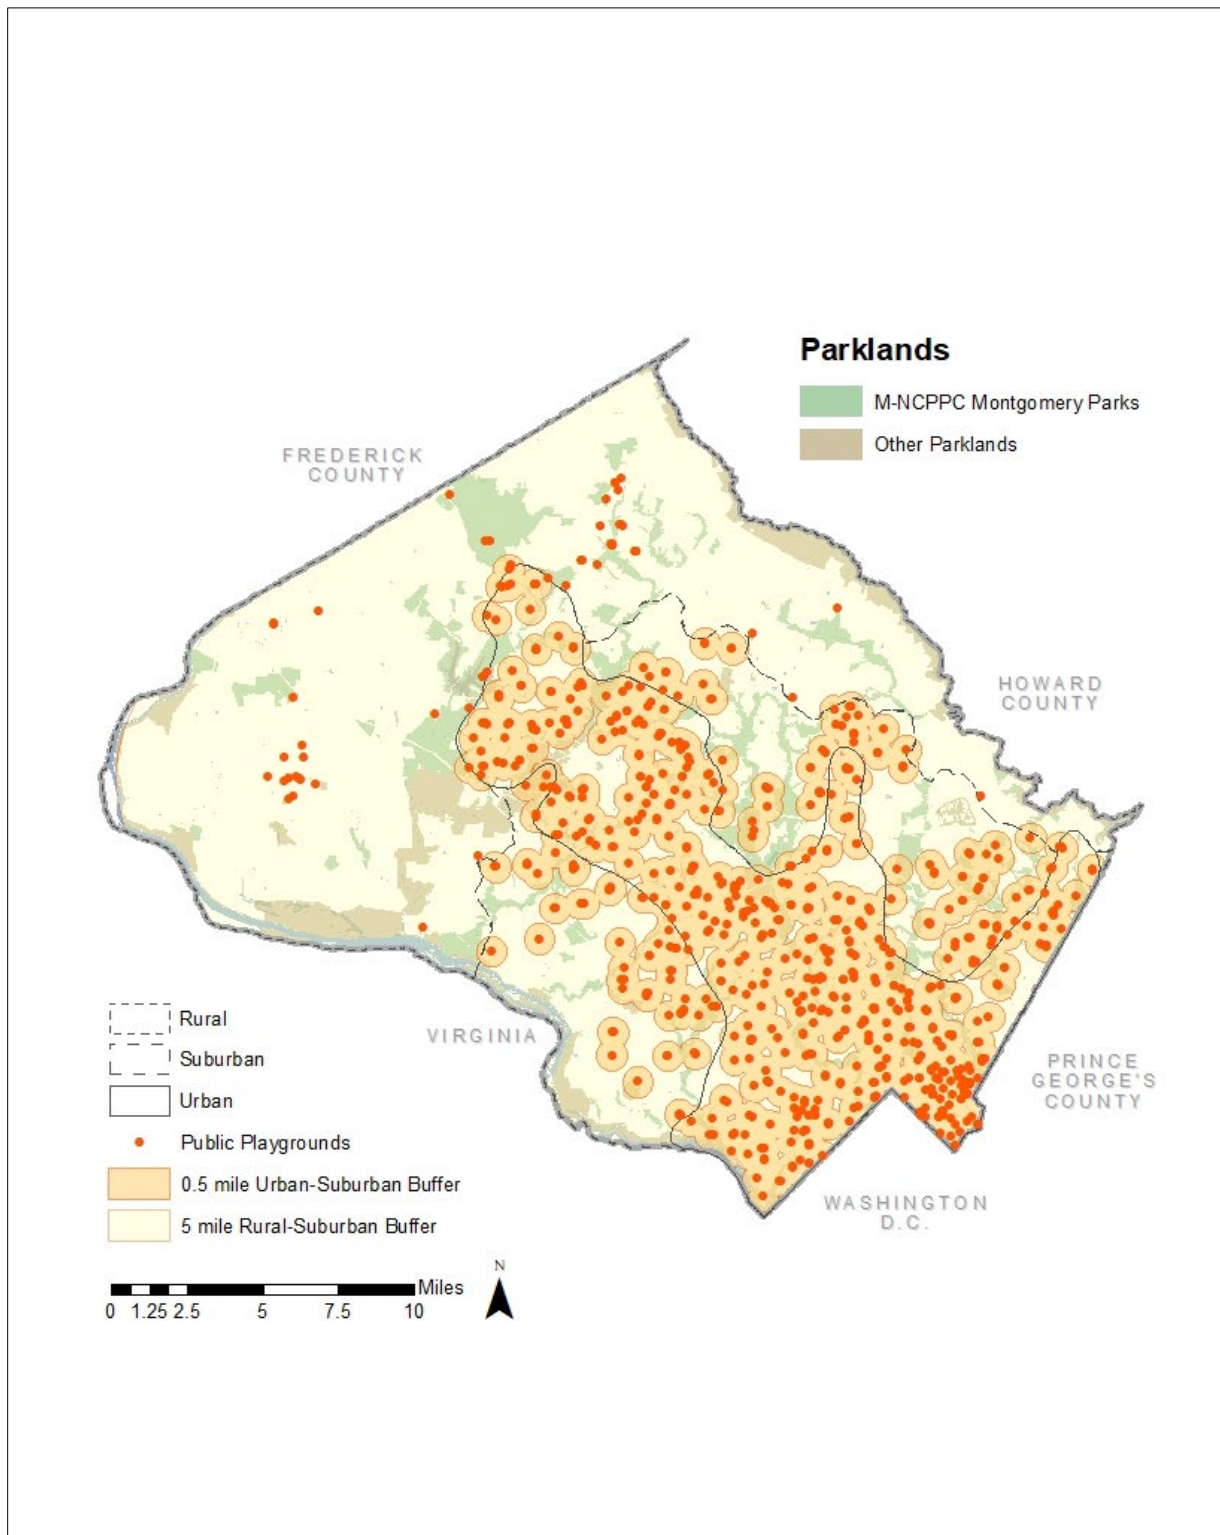 Parklands
M-NCPPC Montgomery Parks
Other Parklands
FREDERICK
COUNTY
HOWARD
COUNTY
Rural
Suburban
Urban
Public Playgrounds
0.5 mile Urban-Suburban Buffer
5 mile Rural-Suburban Buffer
VIRGINIA
PRINCE
GEORGE'S
COUNTY
WASHINGTON
D.C.
N
Miles
0 1.25 2.5 5 7.5 10